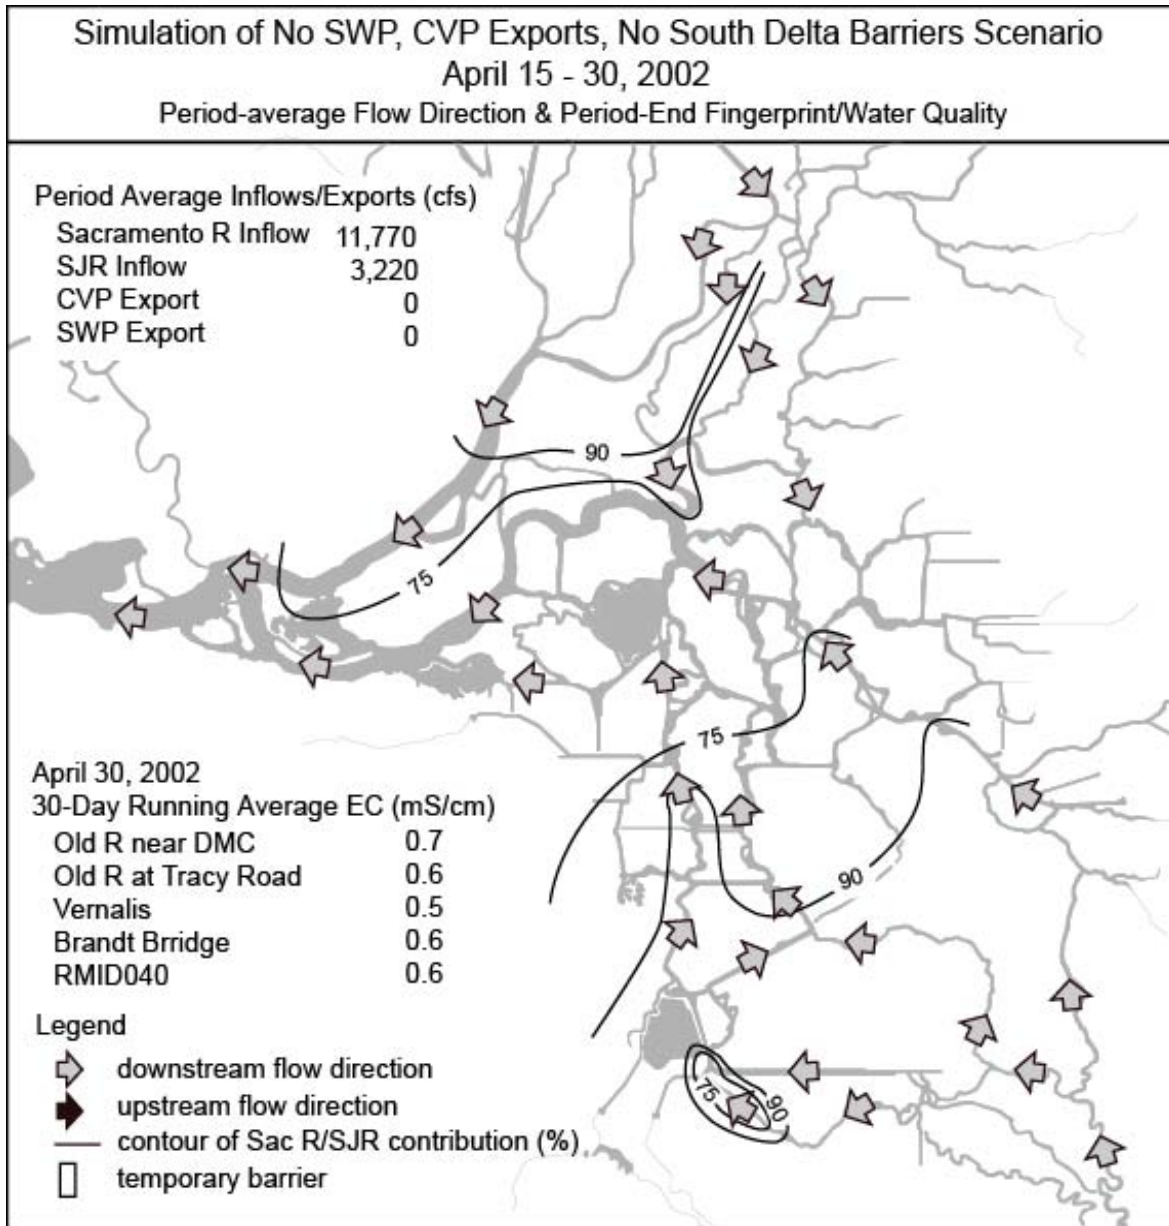 Simulation of No SWP, CVP Exports, No South Delta Barriers Scenario
April 15 - 30, 2002
Period-average Flow Direction & Period-End Fingerprint/Water Quality
Period Average Inflows/Exports (cfs)
Sacramento R Inflow 11,770
SJR Inflow 3,220
CVP Export 0
SWP Export 0
90
75
75
90
April 30, 2002
30-Day Running Average EC (mS/cm)
Old R near DMC 0.7
Old R at Tracy Road 0.6
Vernalis 0.5
Brandt Brridge 0.6
RMID040 0.6
Legend
downstream flow direction
upstream flow direction
contour of Sac R/SJR contribution (%)
temporary barrier
75
90